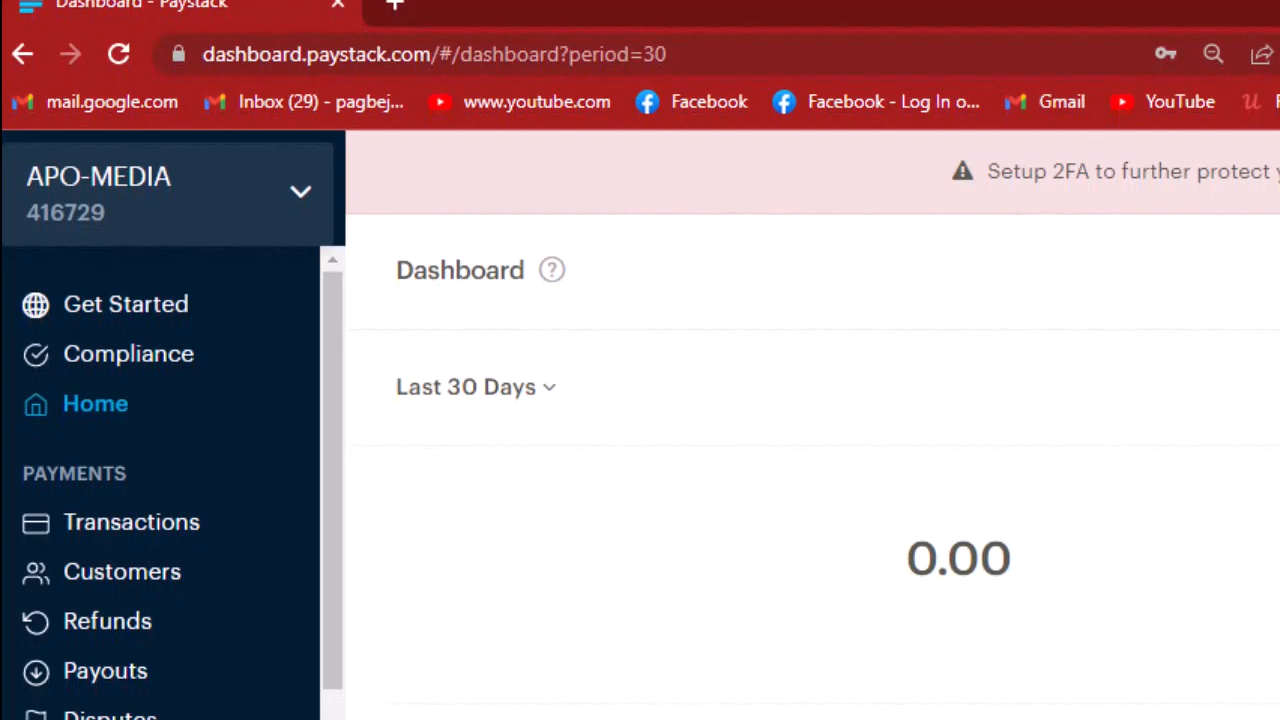 Dashboard - Paystack
dashboard.paystack.com/#/dashboard?period=30
mail.google.com Inbox (29) - pagbej... www.youtube.com Facebook Facebook - Log In o... Gmail YouTube
APO-MEDIA
416729
Setup 2FA to further protect
Dashboard ?
Last 30 Days
Get Started
Compliance
Home
0.00
PAYMENTS
Transactions
Customers
Refunds
Payouts
Disputes